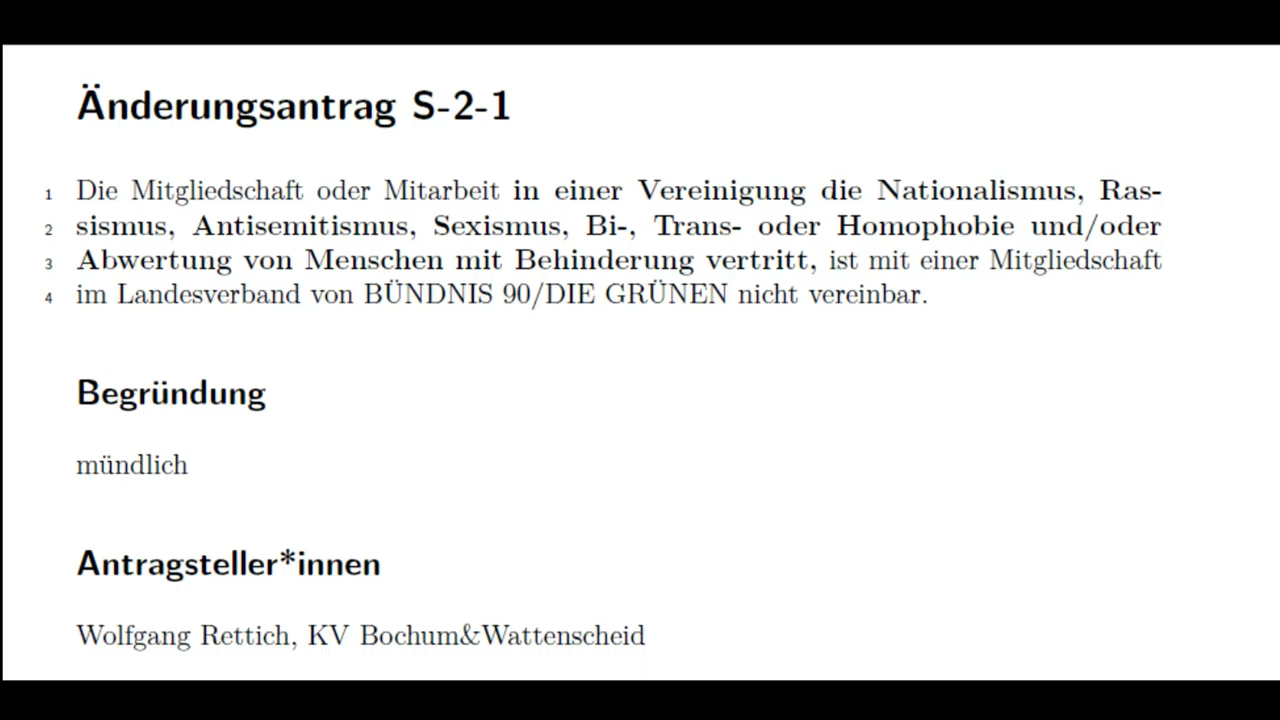 Änderungsantrag S-2-1
1 Die Mitgliedschaft oder Mitarbeit in einer Vereinigung die Nationalismus, Ras-
2 sismus, Antisemitismus, Sexismus, Bi-, Trans- oder Homophobie und/oder
3 Abwertung von Menschen mit Behinderung vertritt, ist mit einer Mitgliedschaft
4 im Landesverband von BÜNDNIS 90/DIE GRÜNEN nicht vereinbar.
Begründung
mündlich
Antragsteller*innen
Wolfgang Rettich, KV Bochum&Wattenscheid